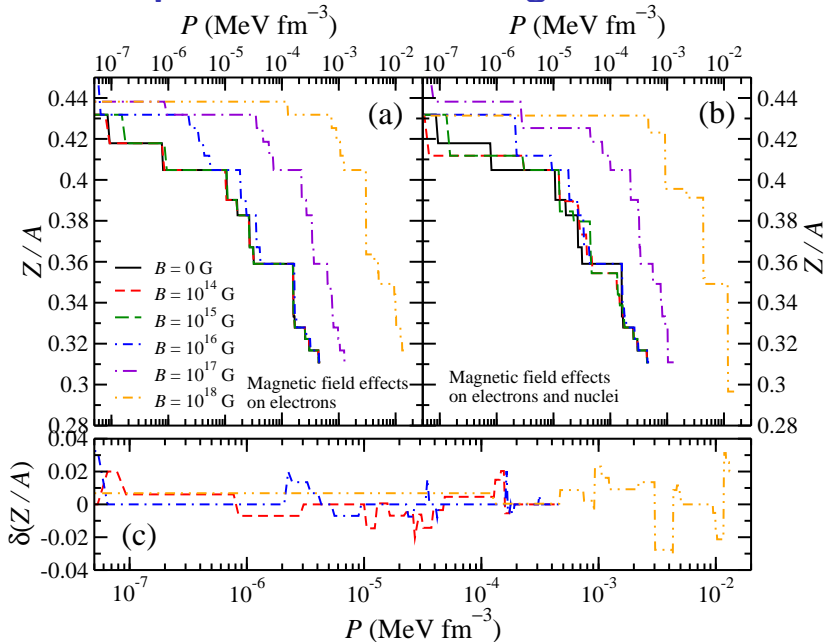 P (MeV fm⁻³)
P (MeV fm⁻³)
10⁻⁷ 10⁻⁶ 10⁻⁵ 10⁻⁴ 10⁻³ 10⁻²
10⁻⁷ 10⁻⁶ 10⁻⁵ 10⁻⁴ 10⁻³ 10⁻²
0.44
0.42
0.4
0.38
0.36
0.34
0.32
0.3
0.28
Z / A
(a)
B = 0 G
B = 10¹⁴ G
B = 10¹⁵ G
B = 10¹⁶ G
B = 10¹⁷ G
B = 10¹⁸ G
Magnetic field effects
on electrons
(b)
Magnetic field effects
on electrons and nuclei
0.44
0.42
0.4
0.38
0.36
0.34
0.32
0.3
0.28
Z / A
0.04
0.02
0
-0.02
-0.04
δ(Z / A)
(c)
10⁻⁷ 10⁻⁶ 10⁻⁵ 10⁻⁴ 10⁻³ 10⁻²
P (MeV fm⁻³)